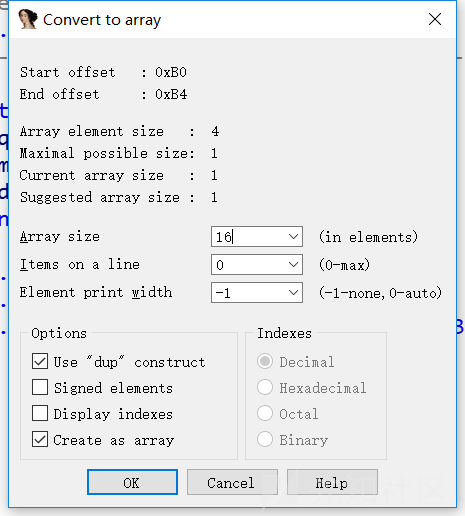 Convert to array
Start offset : 0xB0
End offset : 0xB4
Array element size : 4
Maximal possible size: 1
Current array size : 1
Suggested array size : 1
Array size 16 (in elements)
Items on a line 0 (0-max)
Element print width -1 (-1-none,0-auto)
Options
Use "dup" construct
Signed elements
Display indexes
Create as array
Indexes
Decimal
Hexadecimal
Octal
Binary
OK Cancel Help